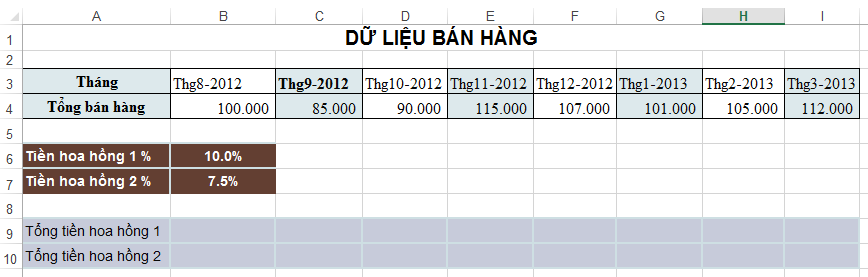 A B C D E F G H I
1 DỮ LIỆU BÁN HÀNG
2
3 Tháng Thg8-2012 Thg9-2012 Thg10-2012 Thg11-2012 Thg12-2012 Thg1-2013 Thg2-2013 Thg3-2013
4 Tổng bán hàng 100.000 85.000 90.000 115.000 107.000 101.000 105.000 112.000
5
6 Tiền hoa hồng 1 % 10.0%
7 Tiền hoa hồng 2 % 7.5%
8
9 Tổng tiền hoa hồng 1
10 Tổng tiền hoa hồng 2